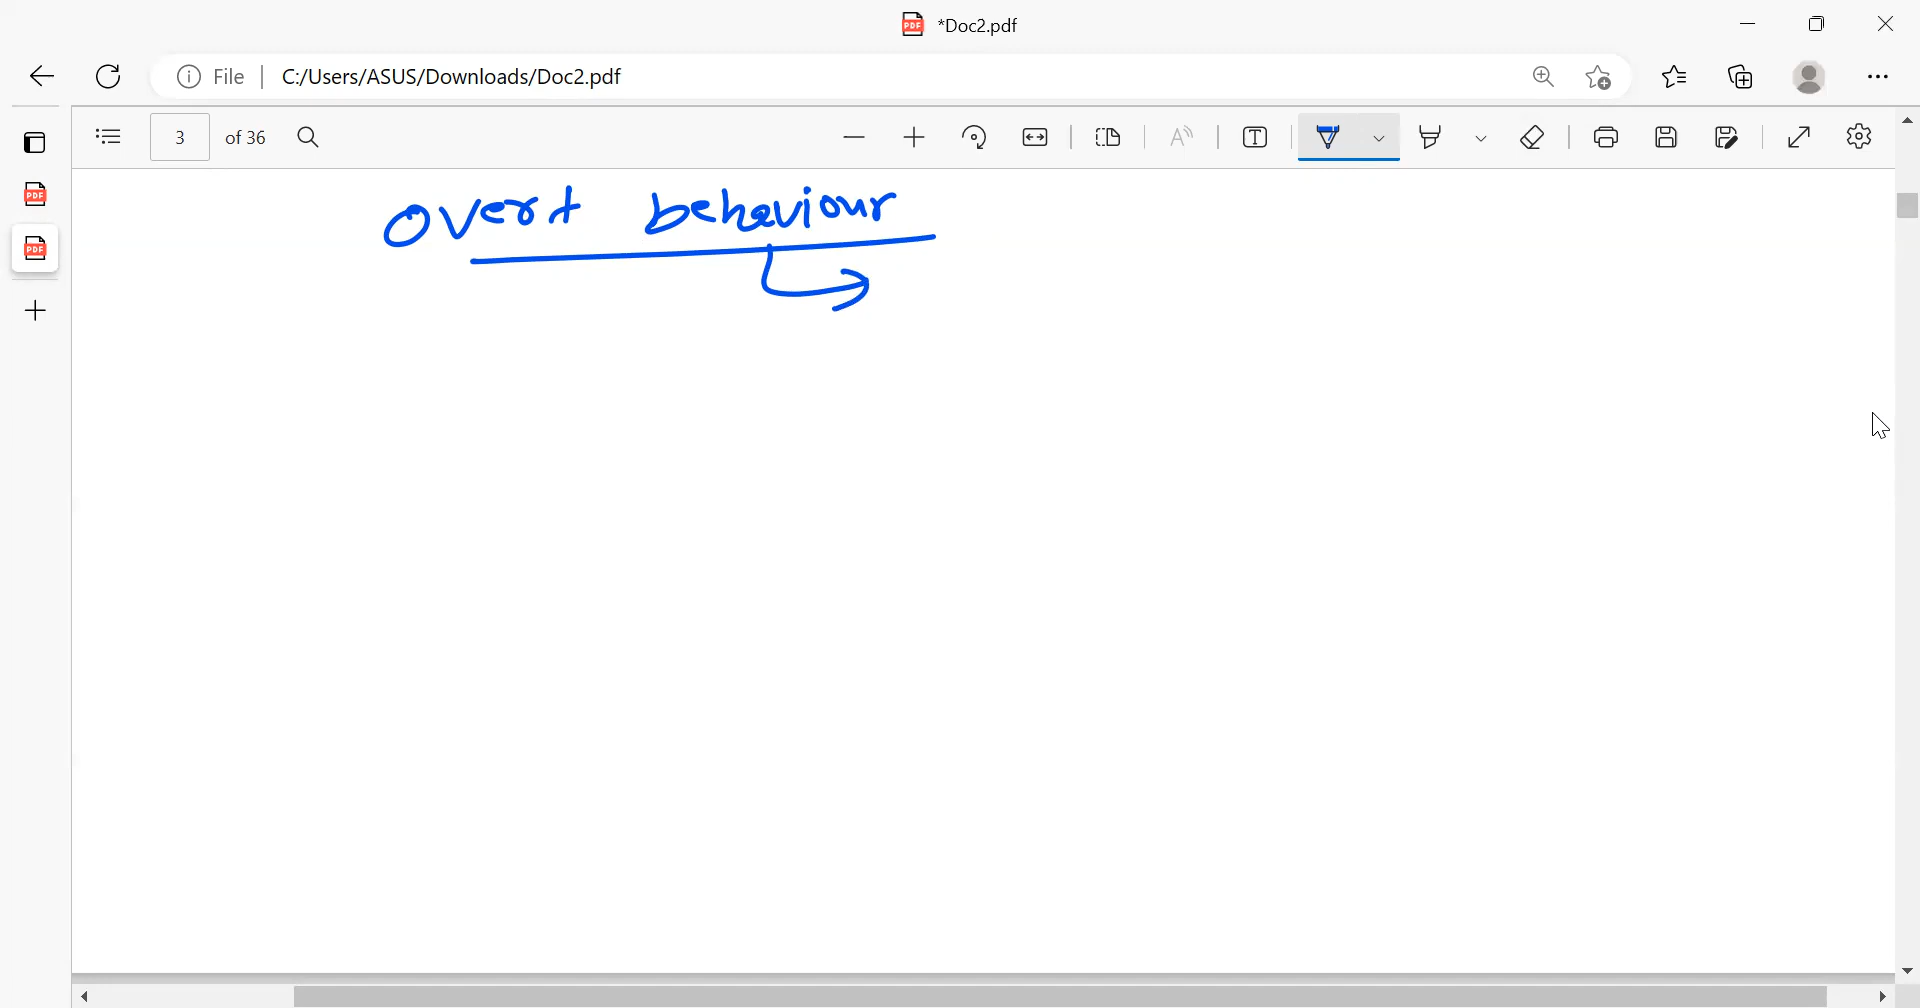 *Doc2.pdf
File C:/Users/ASUS/Downloads/Doc2.pdf
3 of 36
overt behaviour